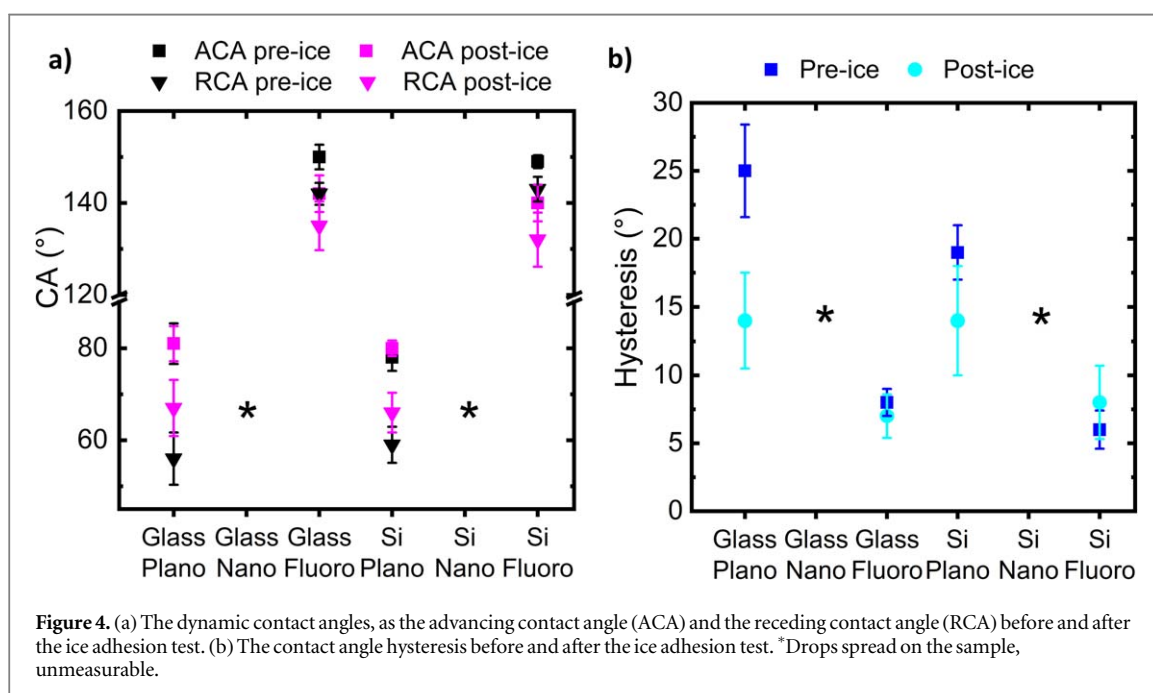 a)
ACA pre-ice ACA post-ice
RCA pre-ice RCA post-ice
160
140
120
80
60
CA (°)
*
*
Glass Glass Glass Si Si Si
Plano Nano Fluoro Plano Nano Fluoro
b)
Pre-ice Post-ice
30
25
20
15
10
5
0
Hysteresis (°)
*
*
Glass Glass Glass Si Si Si
Plano Nano Fluoro Plano Nano Fluoro
Figure 4. (a) The dynamic contact angles, as the advancing contact angle (ACA) and the receding contact angle (RCA) before and after
the ice adhesion test. (b) The contact angle hysteresis before and after the ice adhesion test. *Drops spread on the sample,
unmeasurable.